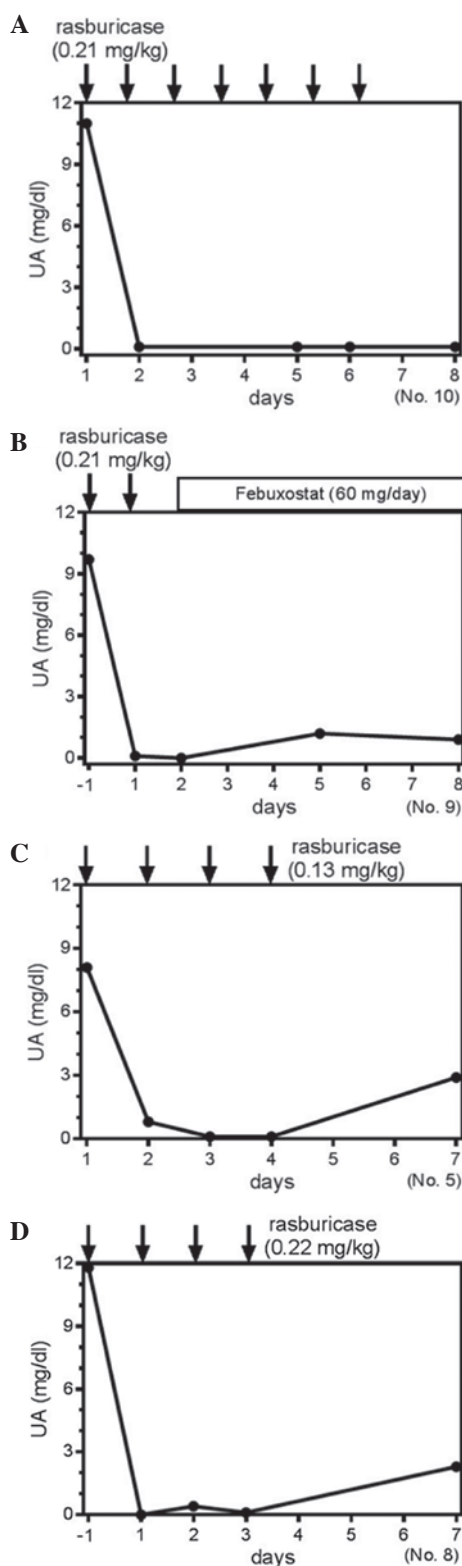 A
rasburicase
(0.21 mg/kg)
12
9
6
3
0
UA (mg/dl)
1 2 3 4 5 6 7 8
days
(No. 10)
B
rasburicase
(0.21 mg/kg)
Febuxostat (60 mg/day)
12
9
6
3
0
UA (mg/dl)
-1 1 2 3 4 5 6 7 8
days
(No. 9)
C
rasburicase
(0.13 mg/kg)
12
9
6
3
0
UA (mg/dl)
1 2 3 4 5 6 7
days
(No. 5)
D
rasburicase
(0.22 mg/kg)
12
9
6
3
0
UA (mg/dl)
-1 1 2 3 4 5 6 7
days
(No. 8)